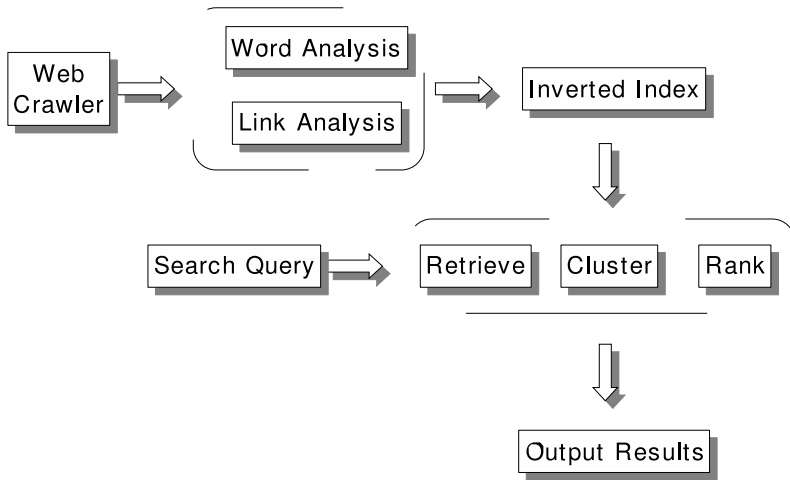 Web
Crawler
Word Analysis
Link Analysis
Inverted Index
Search Query
Retrieve
Cluster
Rank
Output Results